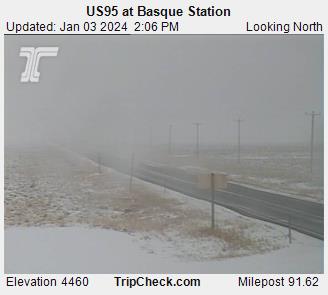 US95 at Basque Station
Updated: Jan 03 2024 2:06 PM Looking North
Elevation 4460 TripCheck.com Milepost 91.62